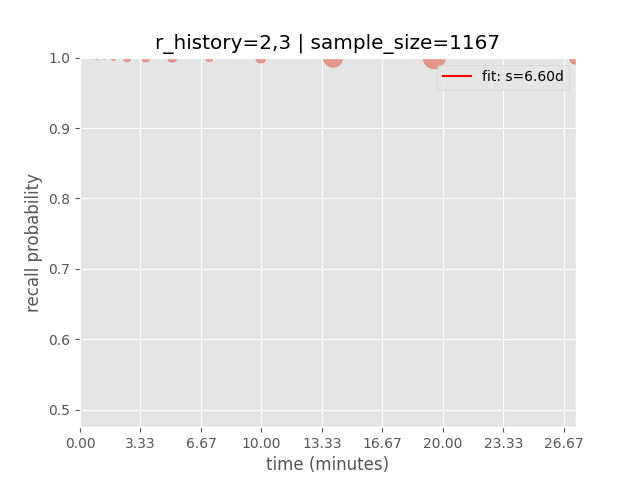 r_history=2,3 | sample_size=1167
fit: s=6.60d
recall probability
1.0
0.9
0.8
0.7
0.6
0.5
0.00 3.33 6.67 10.00 13.33 16.67 20.00 23.33 26.67
time (minutes)